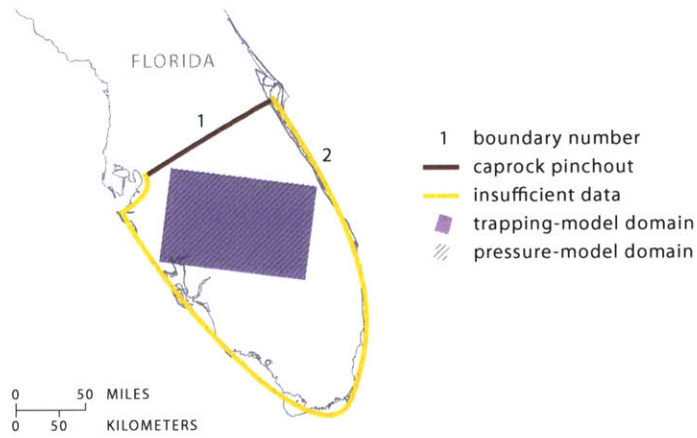 FLORIDA
1
2
1 boundary number
caprock pinchout
insufficient data
trapping-model domain
pressure-model domain
0 50 MILES
0 50 KILOMETERS